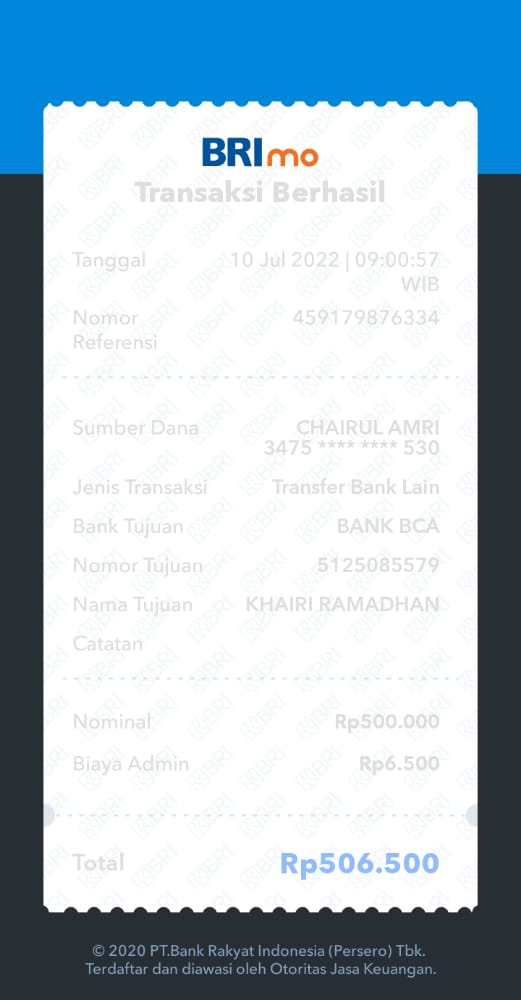 BRImo
Transaksi Berhasil
Tanggal 10 Jul 2022 | 09:00:57
WIB
Nomor 459179876334
Referensi
Sumber Dana CHAIRUL AMRI
3475 **** **** 530
Jenis Transaksi Transfer Bank Lain
Bank Tujuan BANK BCA
Nomor Tujuan 5125085579
Nama Tujuan KHAIRI RAMADHAN
Catatan
Nominal Rp500.000
Biaya Admin Rp6.500
Total Rp506.500
© 2020 PT.Bank Rakyat Indonesia (Persero) Tbk.
Terdaftar dan diawasi oleh Otoritas Jasa Keuangan.